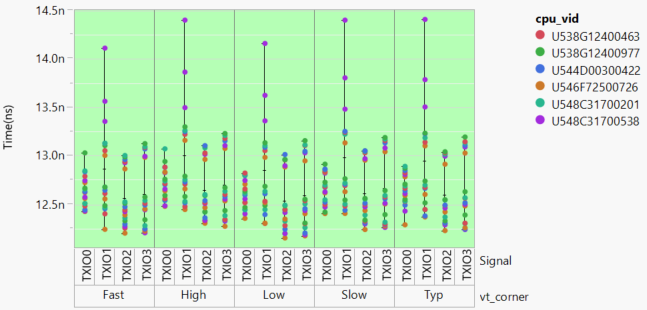 14.5n
14.0n
13.5n
13.0n
12.5n
Time(ns)
TXIO0 TXIO1 TXIO2 TXIO3 TXIO0 TXIO1 TXIO2 TXIO3 TXIO0 TXIO1 TXIO2 TXIO3 TXIO0 TXIO1 TXIO2 TXIO3 TXIO0 TXIO1 TXIO2 TXIO3 Signal
Fast High Low Slow Typ vt_corner
cpu_vid
U538G12400463
U538G12400977
U544D00300422
U546F72500726
U548C31700201
U548C31700538